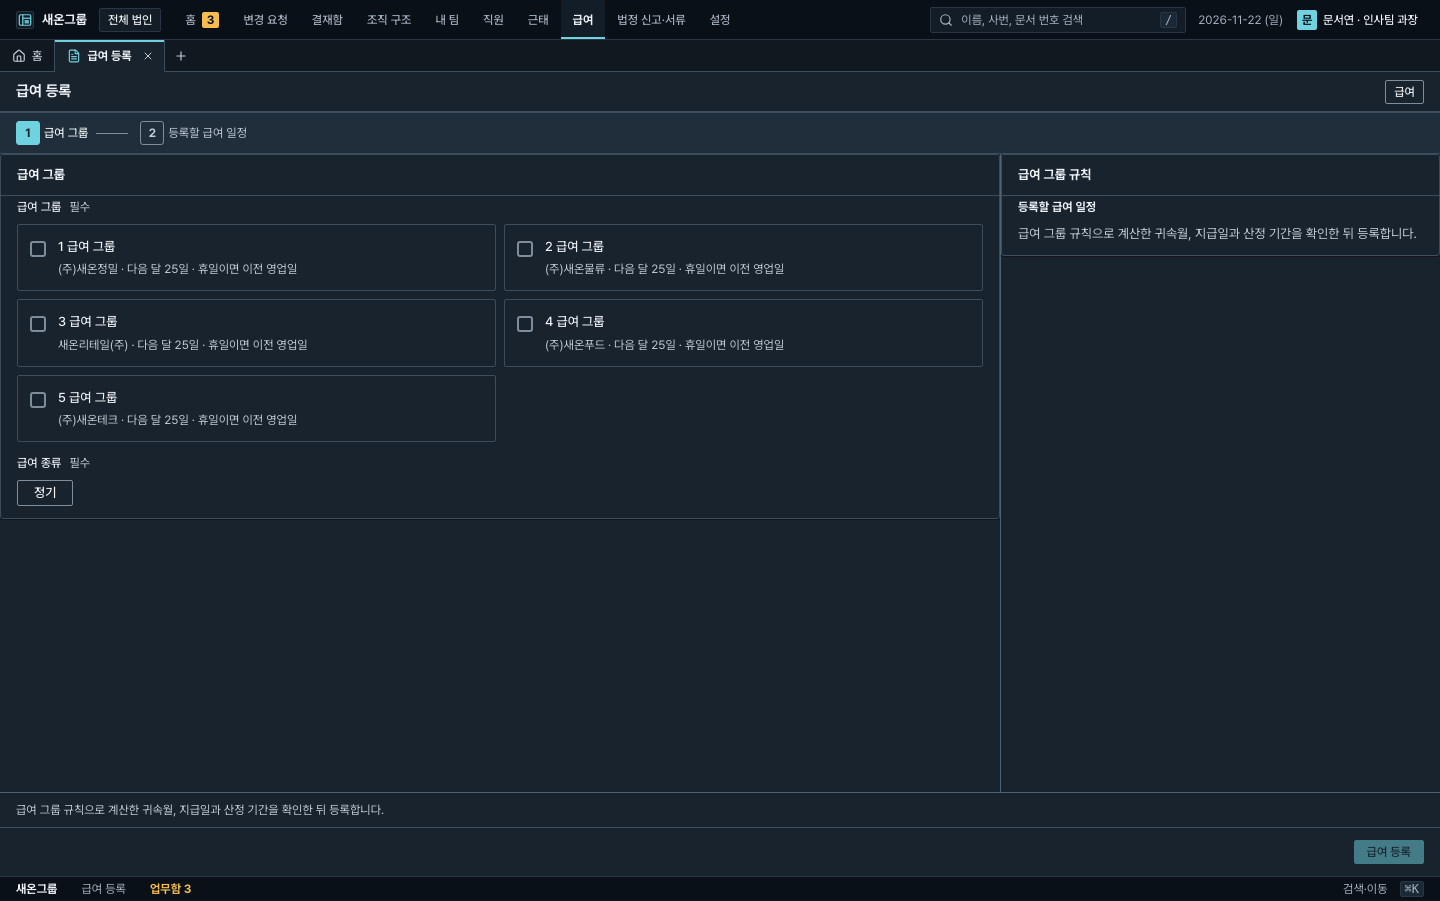 새온그룹 전체 법인 홈 3 변경 요청 결재함 조직 구조 내 팀 직원 근태 급여 법정 신고·서류 설정 이름, 사번, 문서 번호 검색 / 2026-11-22 (일) 문 문서연 · 인사팀 과장
홈 급여 등록
급여 등록 급여
1 급여 그룹 2 등록할 급여 일정
급여 그룹
급여 그룹 필수
1 급여 그룹
(주)새온정밀 · 다음 달 25일 · 휴일이면 이전 영업일
2 급여 그룹
(주)새온물류 · 다음 달 25일 · 휴일이면 이전 영업일
3 급여 그룹
새온리테일(주) · 다음 달 25일 · 휴일이면 이전 영업일
4 급여 그룹
(주)새온푸드 · 다음 달 25일 · 휴일이면 이전 영업일
5 급여 그룹
(주)새온테크 · 다음 달 25일 · 휴일이면 이전 영업일
급여 종류 필수
정기
급여 그룹 규칙
등록할 급여 일정
급여 그룹 규칙으로 계산한 귀속월, 지급일과 산정 기간을 확인한 뒤 등록합니다.
급여 그룹 규칙으로 계산한 귀속월, 지급일과 산정 기간을 확인한 뒤 등록합니다.
급여 등록
새온그룹 급여 등록 업무함 3 검색·이동 ⌘K